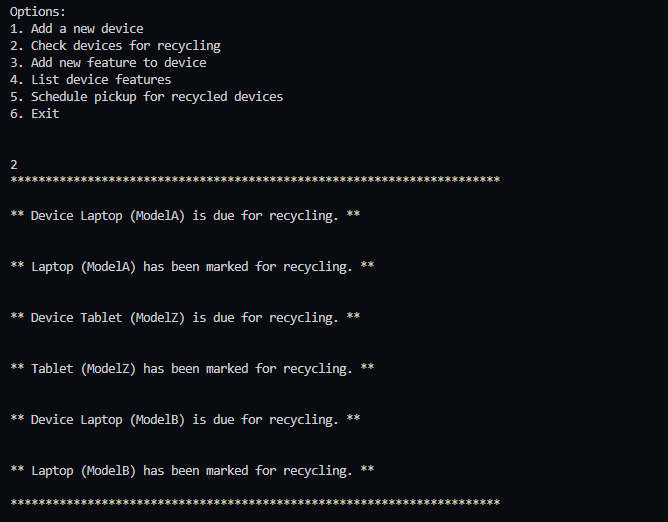 Options:
1. Add a new device
2. Check devices for recycling
3. Add new feature to device
4. List device features
5. Schedule pickup for recycled devices
6. Exit
2
**********************************************************************
** Device Laptop (ModelA) is due for recycling. **
** Laptop (ModelA) has been marked for recycling. **
** Device Tablet (ModelZ) is due for recycling. **
** Tablet (ModelZ) has been marked for recycling. **
** Device Laptop (ModelB) is due for recycling. **
** Laptop (ModelB) has been marked for recycling. **
**********************************************************************